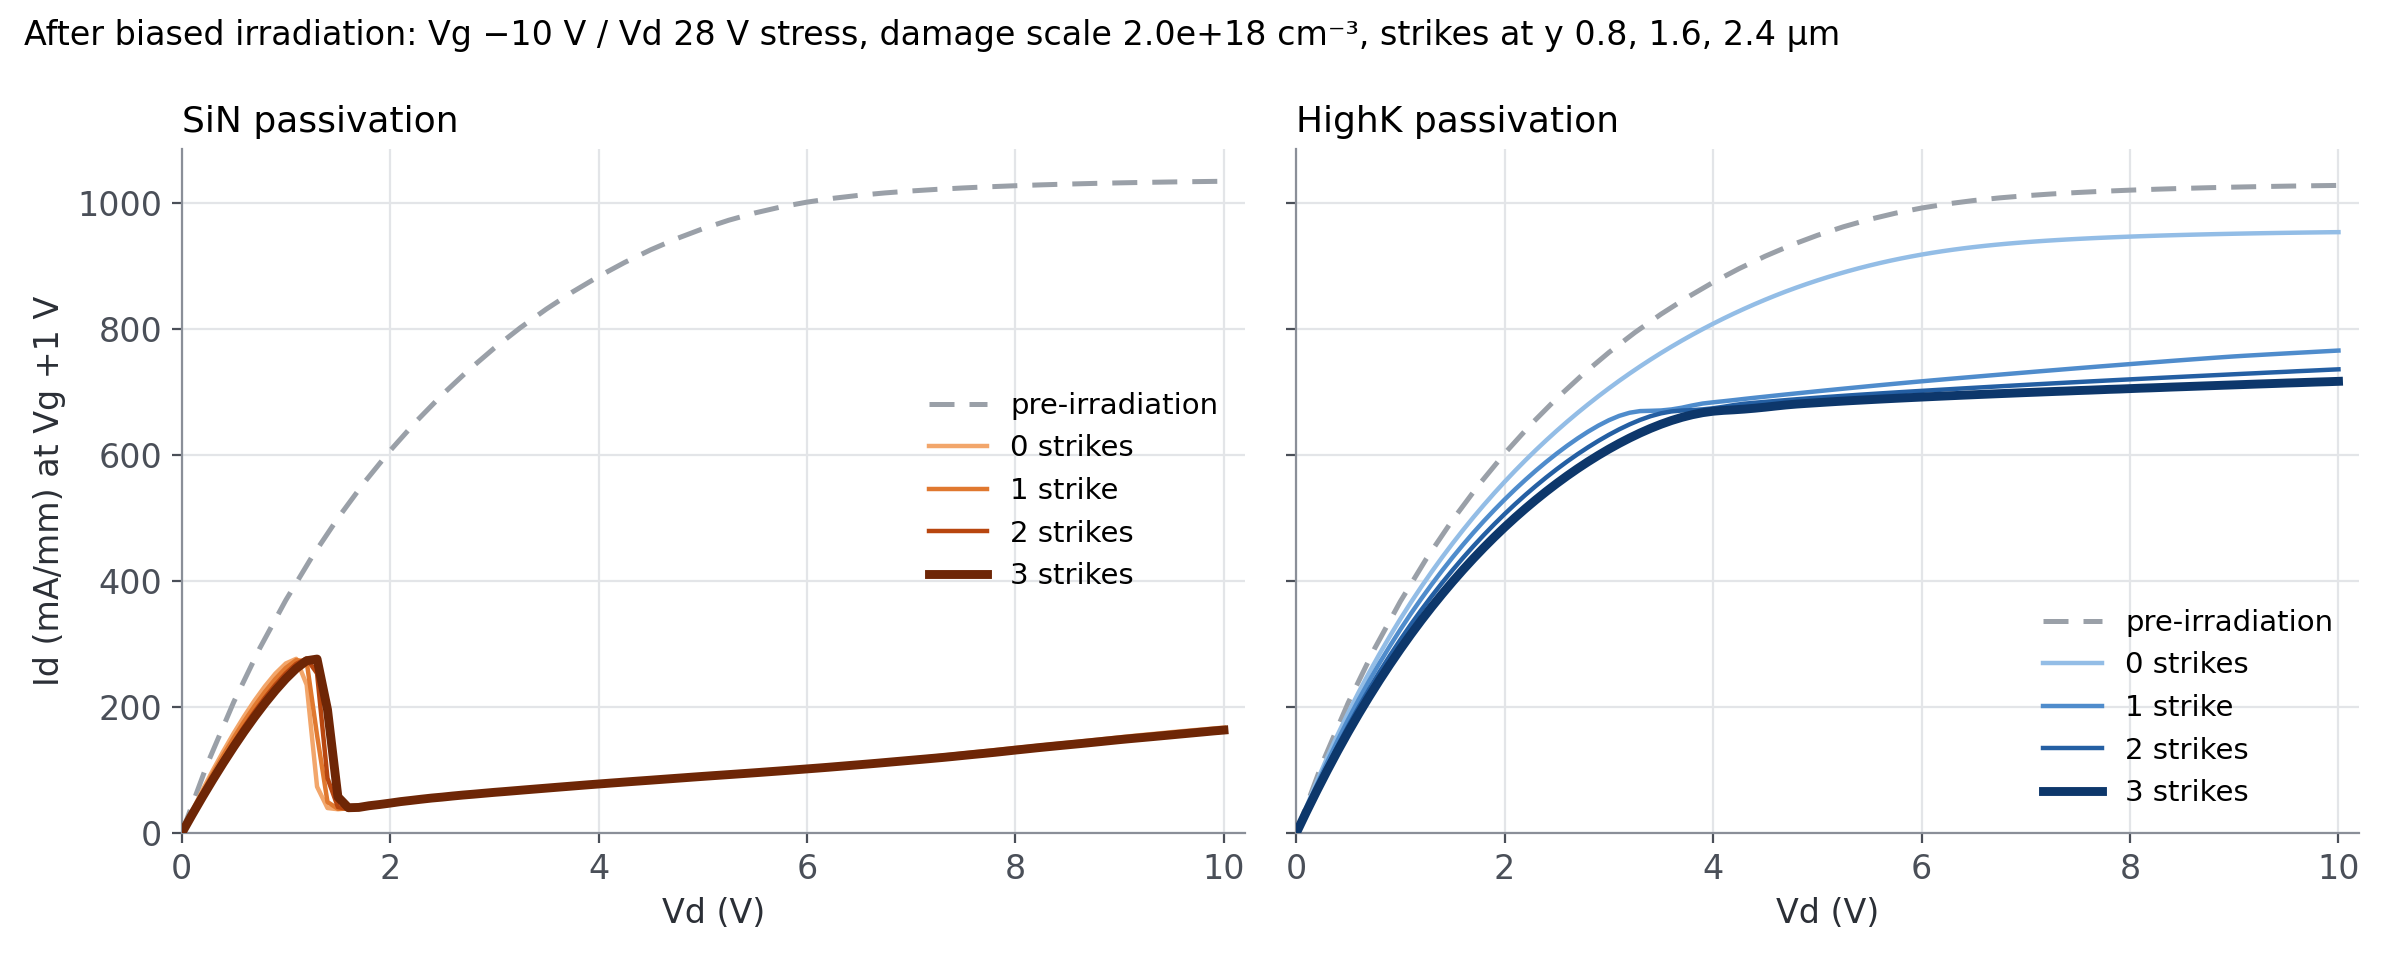 After biased irradiation: Vg −10 V / Vd 28 V stress, damage scale 2.0e+18 cm⁻³, strikes at y 0.8, 1.6, 2.4 µm
SiN passivation
Id (mA/mm) at Vg +1 V
1000
800
600
400
200
0
pre-irradiation
0 strikes
1 strike
2 strikes
3 strikes
0 2 4 6 8 10
Vd (V)
HighK passivation
pre-irradiation
0 strikes
1 strike
2 strikes
3 strikes
0 2 4 6 8 10
Vd (V)